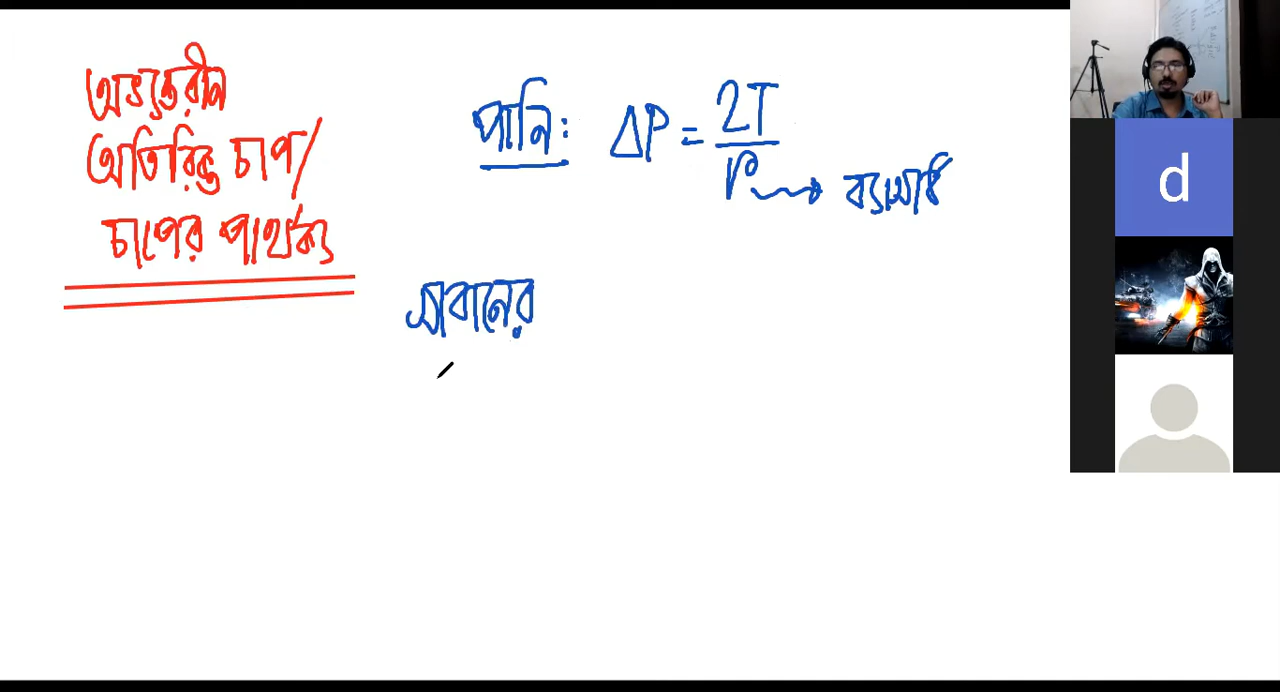 অভ্যন্তরীন
অতিরিক্ত চাপ/
চাপের পার্থক্য
পানি: ΔP = 2T/r → ব্যাসার্ধ
সাবানের
d